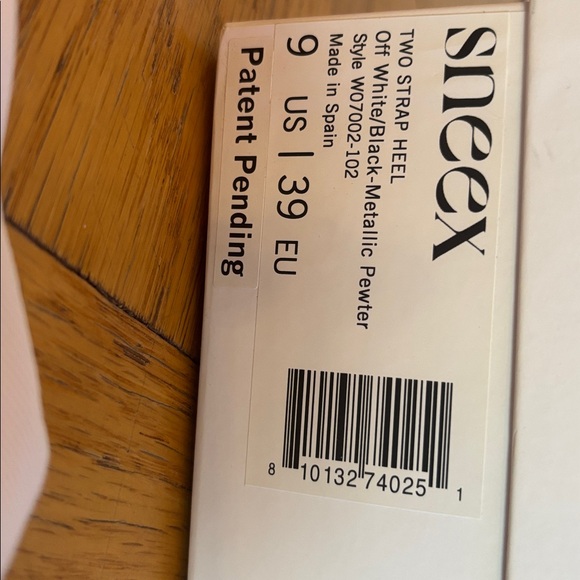 sneex
TWO STRAP HEEL
Off White/Black-Metallic Pewter
Style W07002-102
Made in Spain
9 US | 39 EU
Patent Pending
8 10132 74025 1